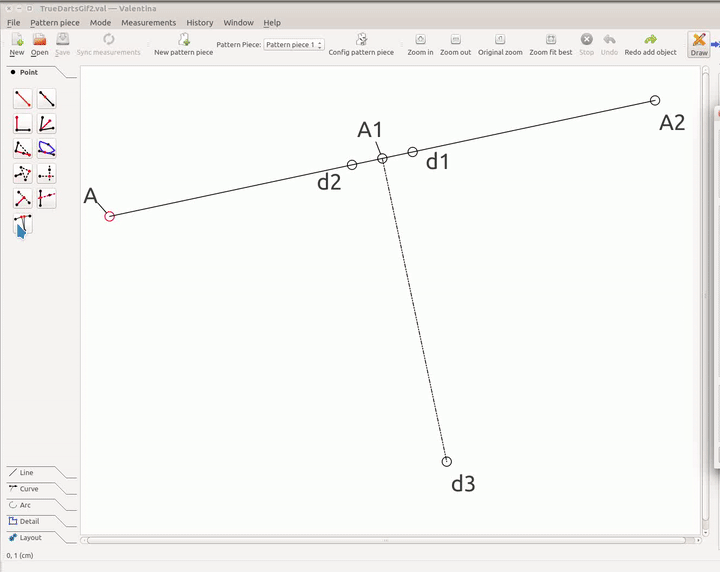 TrueDartsGif2.val — Valentina
File Pattern piece Mode Measurements History Window Help
New Open Save Sync measurements New pattern piece Pattern Piece: Pattern piece 1 Config pattern piece Zoom in Zoom out Original zoom Zoom fit best Stop Undo Redo add object Draw
Point
A1
A2
d1
d2
A
d3
Line
Curve
Arc
Detail
Layout
0, 1 (cm)